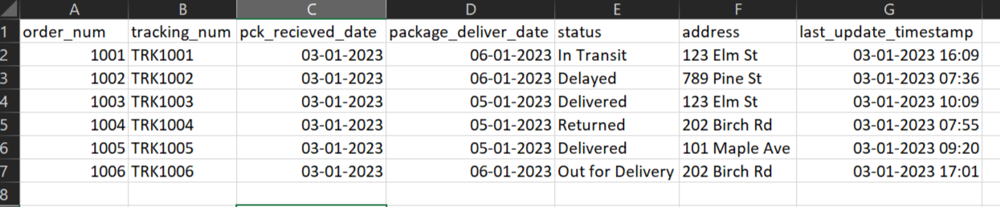 A B C D E F G
1 order_num tracking_num pck_recieved_date package_deliver_date status address last_update_timestamp
2 1001 TRK1001 03-01-2023 06-01-2023 In Transit 123 Elm St 03-01-2023 16:09
3 1002 TRK1002 03-01-2023 06-01-2023 Delayed 789 Pine St 03-01-2023 07:36
4 1003 TRK1003 03-01-2023 05-01-2023 Delivered 123 Elm St 03-01-2023 10:09
5 1004 TRK1004 03-01-2023 05-01-2023 Returned 202 Birch Rd 03-01-2023 07:55
6 1005 TRK1005 03-01-2023 05-01-2023 Delivered 101 Maple Ave 03-01-2023 09:20
7 1006 TRK1006 03-01-2023 06-01-2023 Out for Delivery 202 Birch Rd 03-01-2023 17:01
8